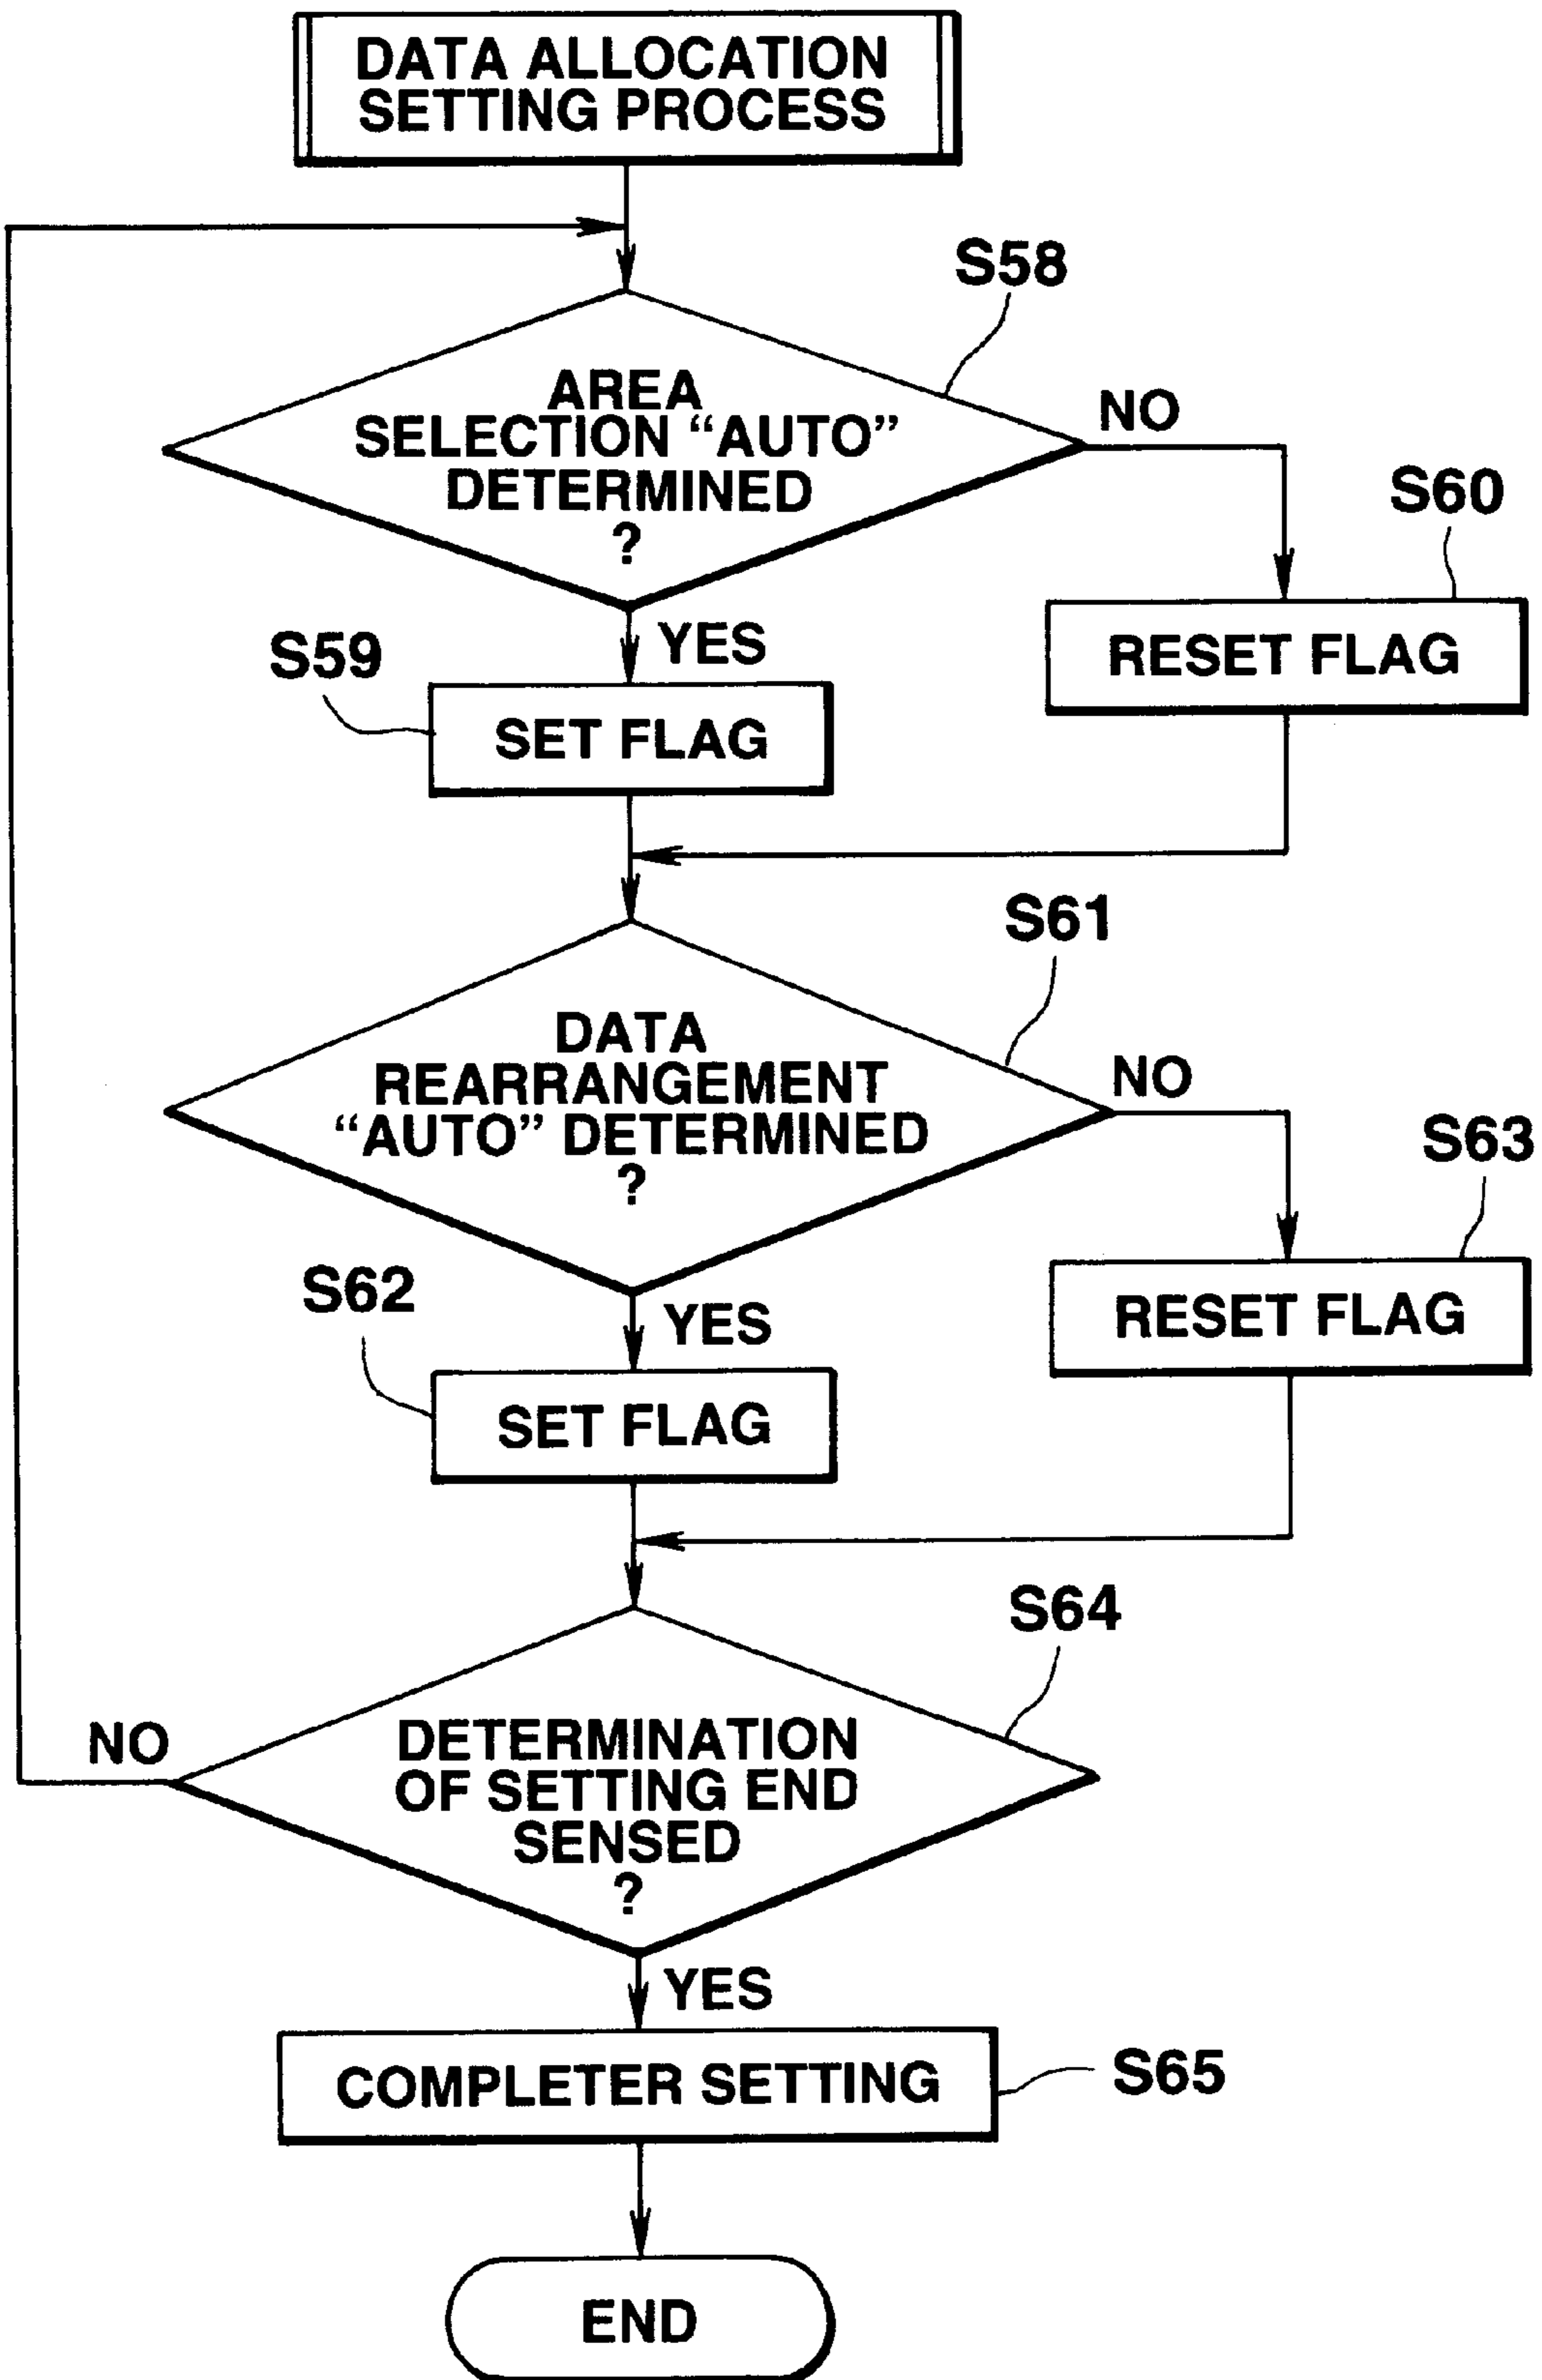 DATA ALLOCATION
SETTING PROCESS
S58
AREA
SELECTION “AUTO”
DETERMINED
?
NO
S60
RESET FLAG
YES
S59
SET FLAG
S61
DATA
REARRANGEMENT
“AUTO” DETERMINED
?
NO
S63
RESET FLAG
S62
YES
SET FLAG
S64
NO
DETERMINATION
OF SETTING END
SENSED
?
YES
COMPLETER SETTING
S65
END